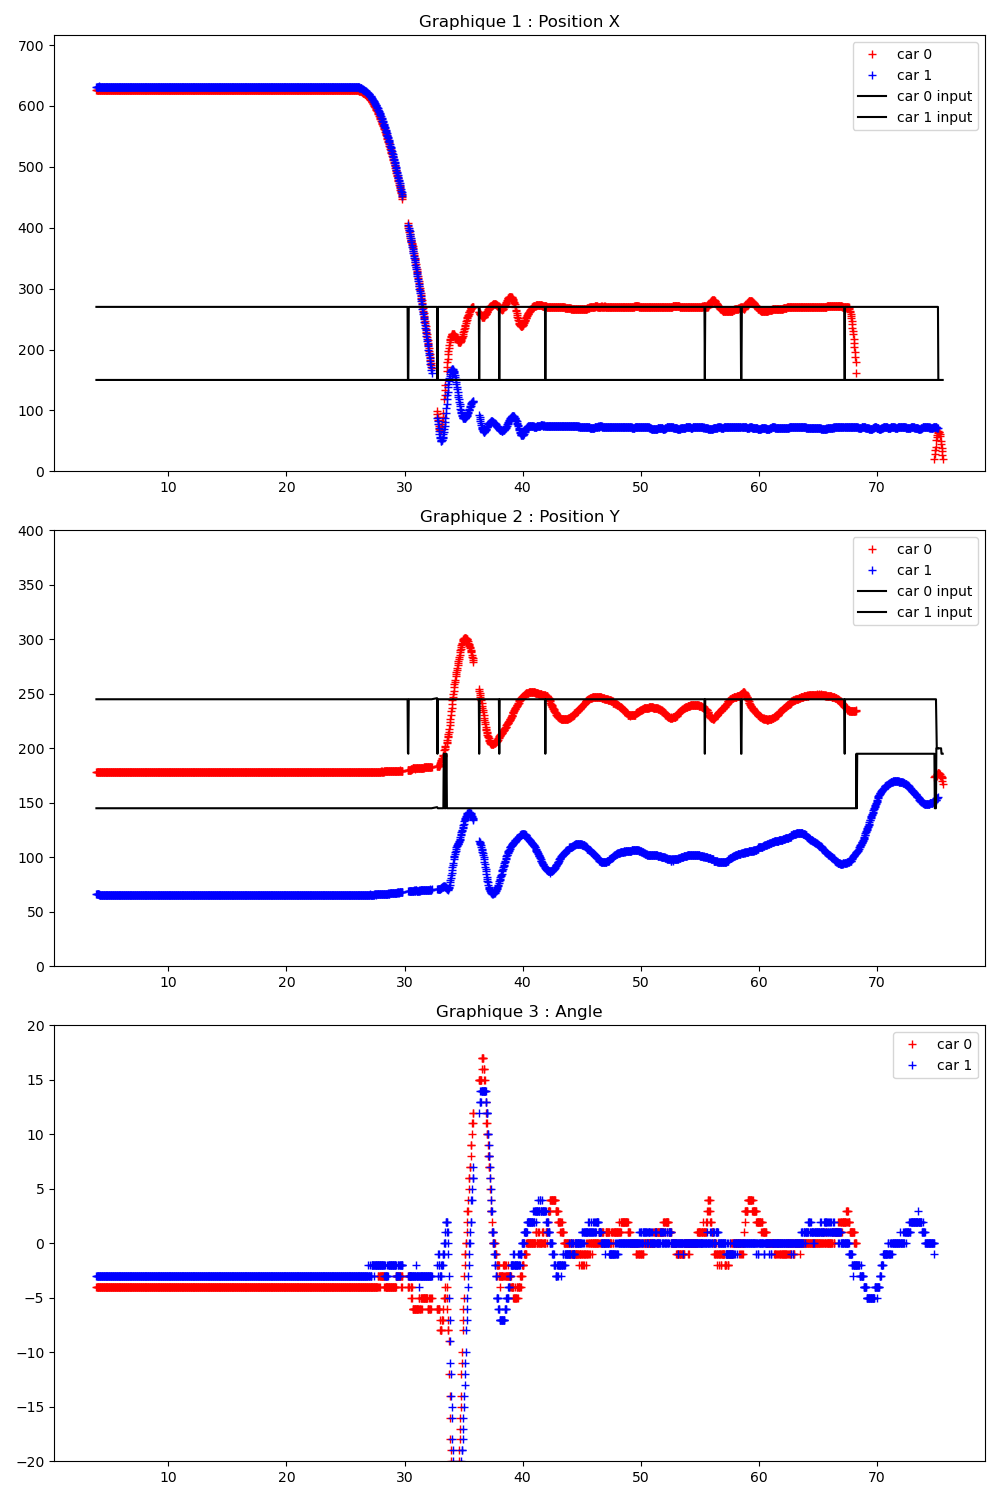 Graphique 1 : Position X
700
600
500
400
300
200
100
0
car 0
car 1
car 0 input
car 1 input
10 20 30 40 50 60 70
Graphique 2 : Position Y
400
350
300
250
200
150
100
50
0
car 0
car 1
car 0 input
car 1 input
10 20 30 40 50 60 70
Graphique 3 : Angle
20
15
10
5
0
−5
−10
−15
−20
car 0
car 1
10 20 30 40 50 60 70